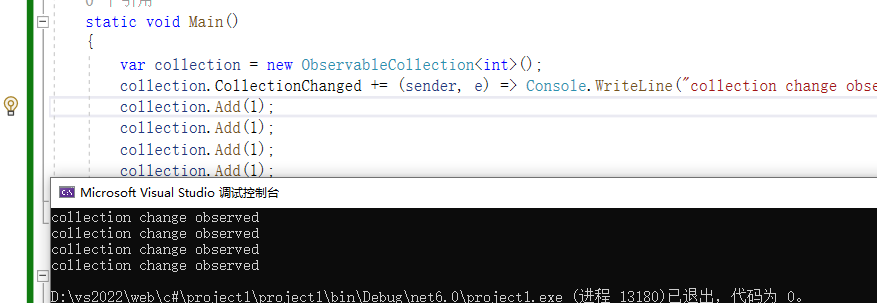 0 个引用
static void Main()
{
var collection = new ObservableCollection<int>();
collection.CollectionChanged += (sender, e) => Console.WriteLine("collection change obse
collection.Add(1);
collection.Add(1);
collection.Add(1);
collection.Add(1);
Microsoft Visual Studio 调试控制台
collection change observed
collection change observed
collection change observed
collection change observed
D:\vs2022\web\c#\project1\project1\bin\Debug\net6.0\project1.exe (进程 13180)已退出，代码为 0。